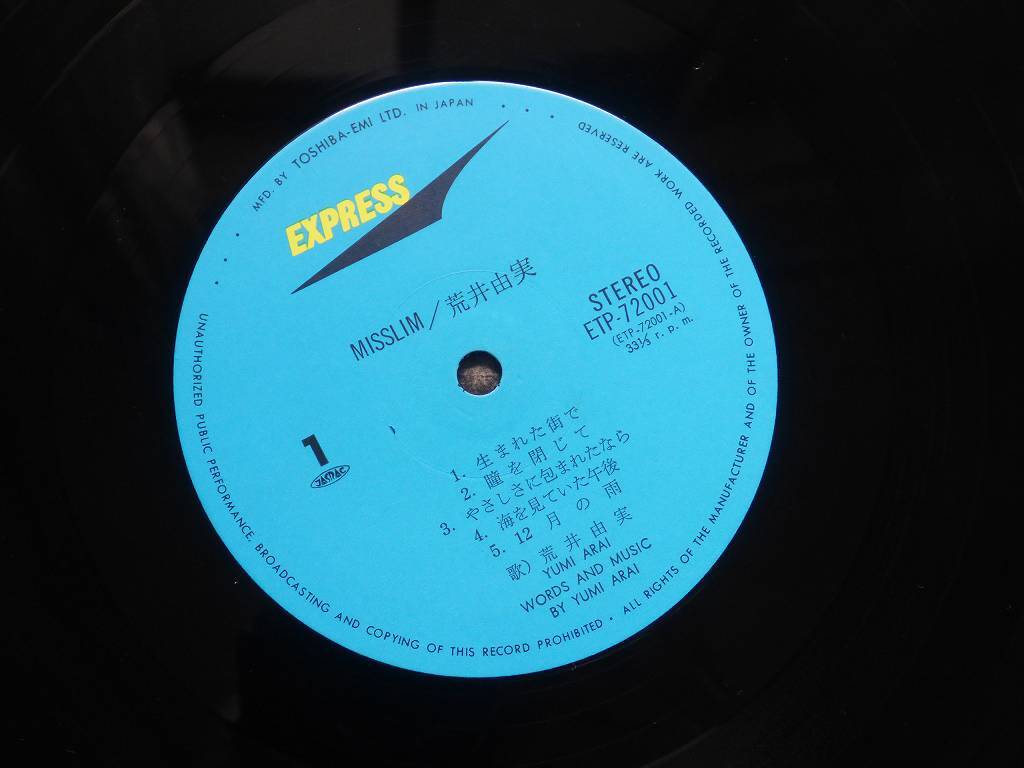 MFD. BY TOSHIBA-EMI LTD. IN JAPAN
EXPRESS
MISSLIM/荒井由実
STEREO
ETP-72001
(ETP-72001-A)
33⅓ r. p. m.
1
JASRAC
1. 生まれた街で
2. 瞳を閉じて
3. やさしさに包まれたなら
4. 海を見ていた午後
5. 12月の雨
歌) 荒井由実
YUMI ARAI
WORDS AND MUSIC
BY YUMI ARAI
UNAUTHORIZED PUBLIC PERFORMANCE, BROADCASTING AND COPYING OF THIS RECORD PROHIBITED • ALL RIGHTS OF THE MANUFACTURER AND OF THE OWNER OF THE RECORDED WORK ARE RESERVED